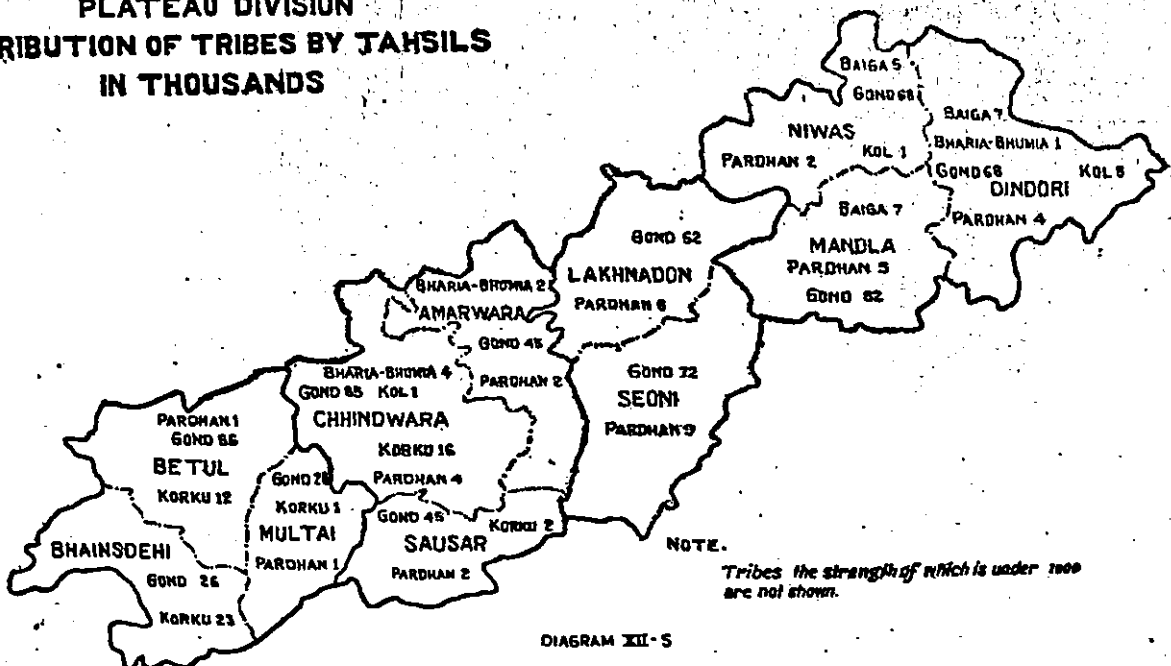 PLATEAU DIVISION
RIBUTION OF TRIBES BY TAHSILS
IN THOUSANDS
BAIGA 5
GOND 68
NIWAS
KOL 1
PARDHAN 2
BAIGA 7
BHARIA-BHUMIA 1
GOND 68
KOL 8
DINDORI
PARDHAN 4
BAIGA 7
MANDLA
PARDHAN 5
GOND 82
GOND 62
LAKHNADON
PARDHAN 6
BHARIA-BHUMIA 2
AMARWARA
GOND 45
PARDHAN 2
GOND 72
SEONI
PARDHAN 9
BHARIA-BHUMIA 4
GOND 85 KOL 1
CHHINDWARA
KORKU 16
PARDHAN 4
PARDHAN 1
GOND 86
BETUL
KORKU 12
GOND 28
KORKU 1
MULTAI
PARDHAN 1
GOND 45
KORKU 2
SAUSAR
PARDHAN 2
BHAINSDEHI
GOND 26
KORKU 23
NOTE.
Tribes the strength of which is under 1000
are not shown.
DIAGRAM XII-S